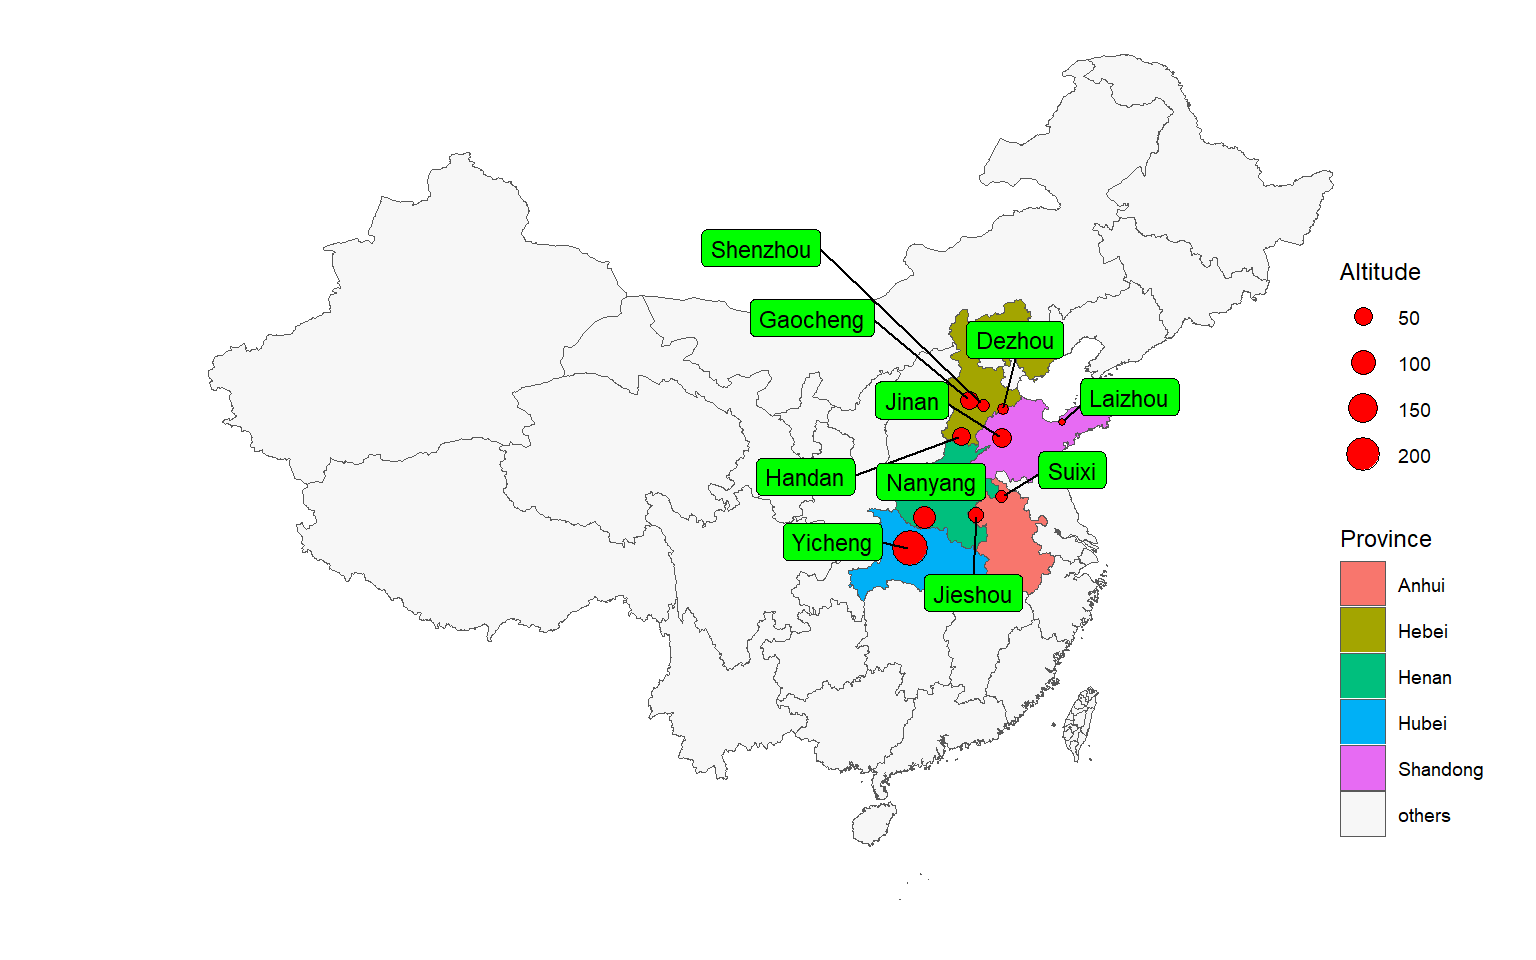 Shenzhou
Gaocheng
Dezhou
Jinan
Laizhou
Handan
Nanyang
Suixi
Yicheng
Jieshou
Altitude
50
100
150
200
Province
Anhui
Hebei
Henan
Hubei
Shandong
others